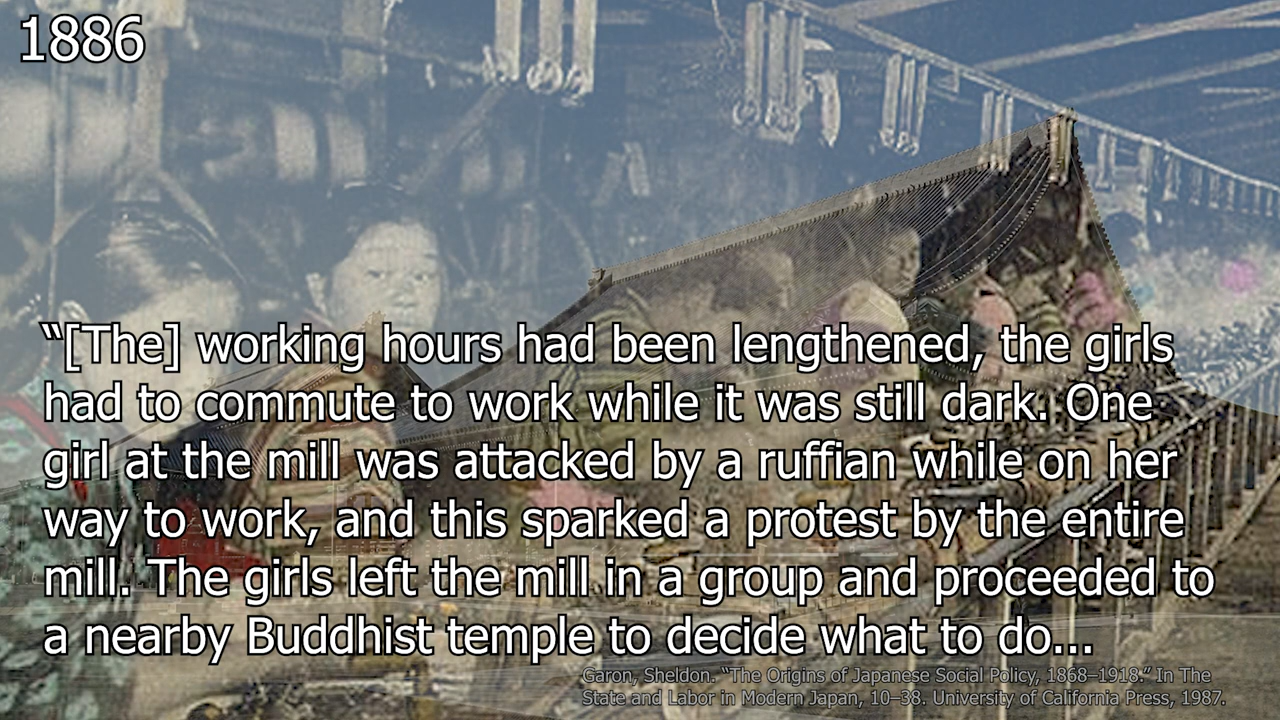 1886
“[The] working hours had been lengthened, the girls
had to commute to work while it was still dark. One
girl at the mill was attacked by a ruffian while on her
way to work, and this sparked a protest by the entire
mill. The girls left the mill in a group and proceeded to
a nearby Buddhist temple to decide what to do...
Garon, Sheldon. “The Origins of Japanese Social Policy, 1868–1918.” In The
State and Labor in Modern Japan, 10–38. University of California Press, 1987.